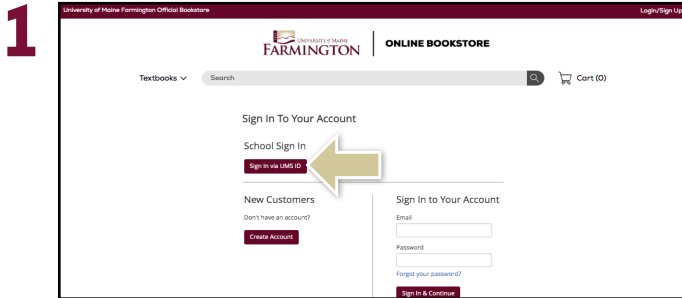 1
University of Maine Farmington Official Bookstore
Login/Sign Up
UNIVERSITY OF MAINE
FARMINGTON
ONLINE BOOKSTORE
Textbooks
Search
Cart (0)
Sign In To Your Account
School Sign In
Sign In via UMS ID
New Customers
Don't have an account?
Create Account
Sign In to Your Account
Email
Password
Forgot your password?
Sign In & Continue